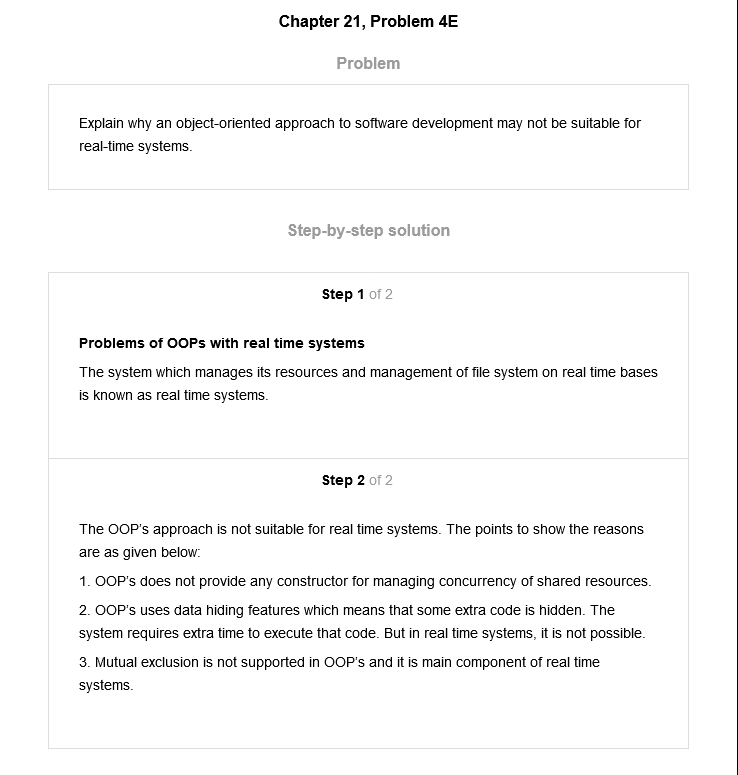 Chapter 21, Problem 4E
Problem
Explain why an object-oriented approach to software development may not be suitable for
real-time systems.
Step-by-step solution
Step 1 of 2
Problems of OOPs with real time systems
The system which manages its resources and management of file system on real time bases
is known as real time systems.
Step 2 of 2
The OOP's approach is not suitable for real time systems. The points to show the reasons
are as given below:
1. OOP's does not provide any constructor for managing concurrency of shared resources.
2. OOP's uses data hiding features which means that some extra code is hidden. The
system requires extra time to execute that code. But in real time systems, it is not possible.
3. Mutual exclusion is not supported in OOP's and it is main component of real time
systems.